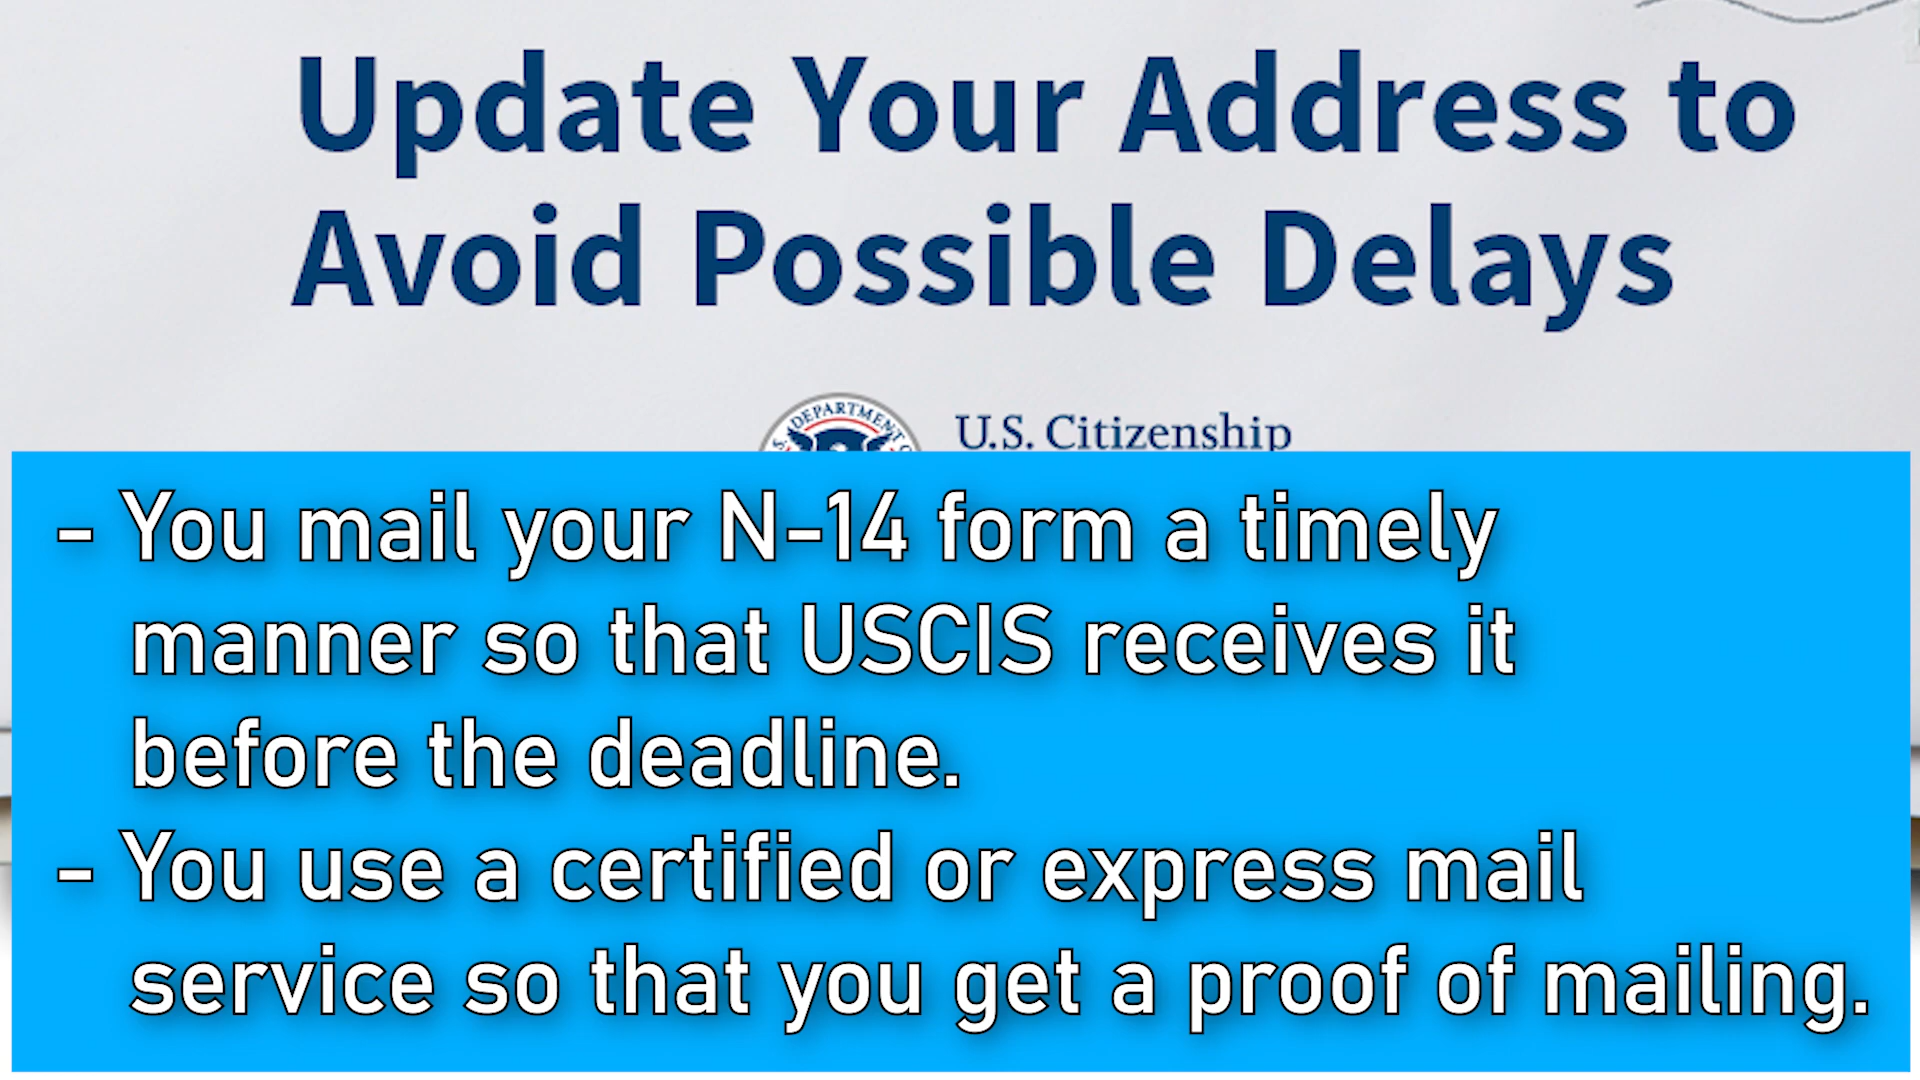 Update Your Address to
Avoid Possible Delays
U.S. DEPARTMENT O
U.S. Citizenship
- You mail your N-14 form a timely
manner so that USCIS receives it
before the deadline.
- You use a certified or express mail
service so that you get a proof of mailing.